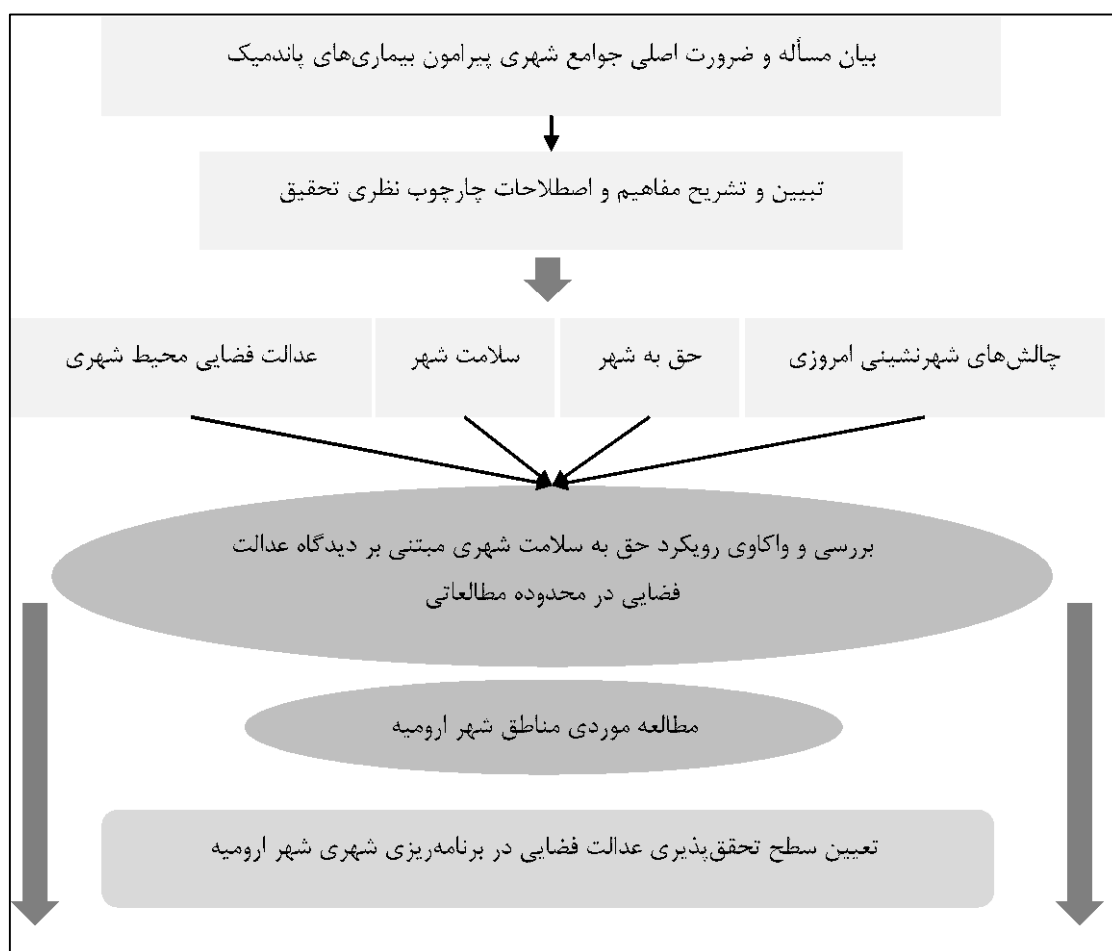 بیان مسأله و ضرورت اصلی جوامع شهری پیرامون بیماری‌های پاندمیک
تبیین و تشریح مفاهیم و اصطلاحات چارچوب نظری تحقیق
چالش‌های شهرنشینی امروزی
حق به شهر
سلامت شهر
عدالت فضایی محیط شهری
بررسی و واکاوی رویکرد حق به سلامت شهری مبتنی بر دیدگاه عدالت
فضایی در محدوده مطالعاتی
مطالعه موردی مناطق شهر ارومیه
تعیین سطح تحقق‌پذیری عدالت فضایی در برنامه‌ریزی شهری شهر ارومیه